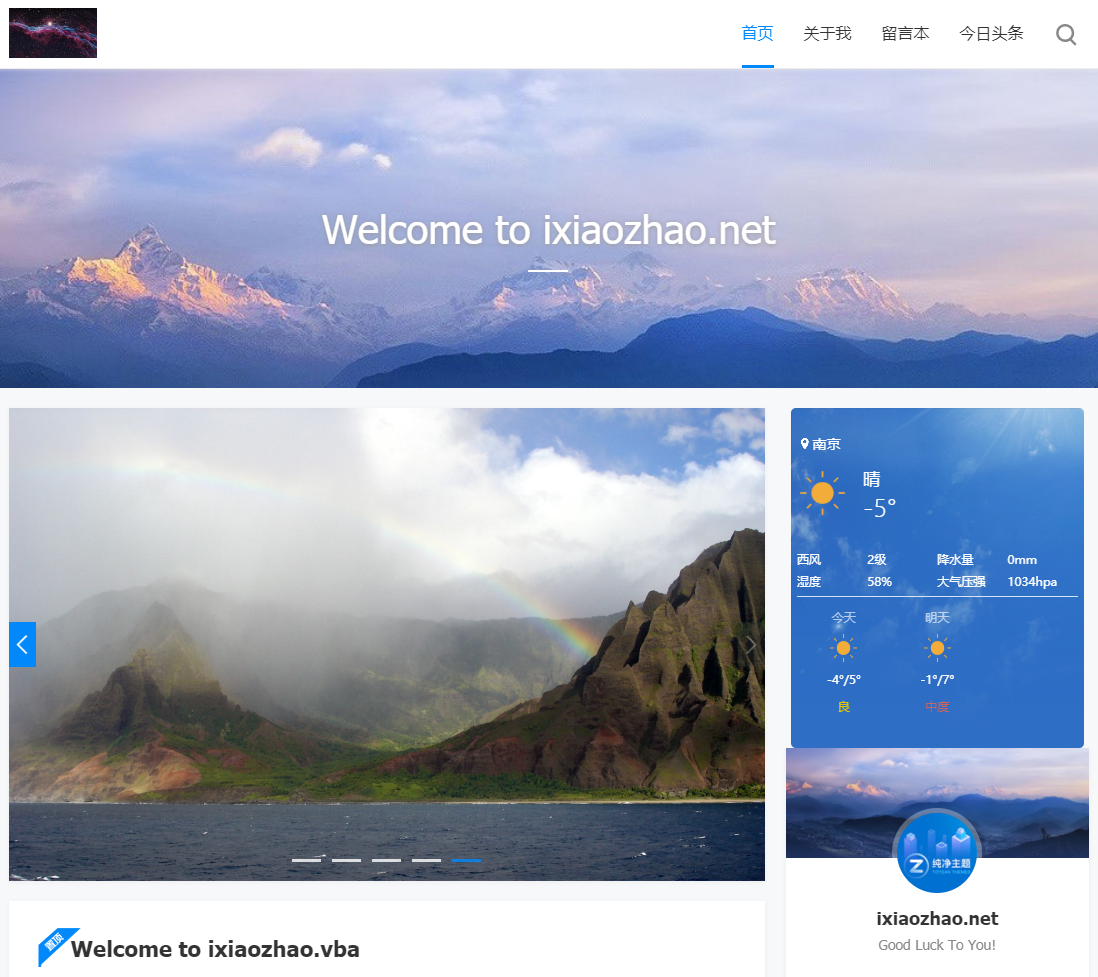 首页 关于我 留言本 今日头条
Welcome to ixiaozhao.net
南京
晴
-5°
西风 2级 降水量 0mm
湿度 58% 大气压强 1034hpa
今天 明天
-4°/5° -1°/7°
良 中度
Z 纯净主题
ixiaozhao.net
Good Luck To You!
置顶
Welcome to ixiaozhao.vba